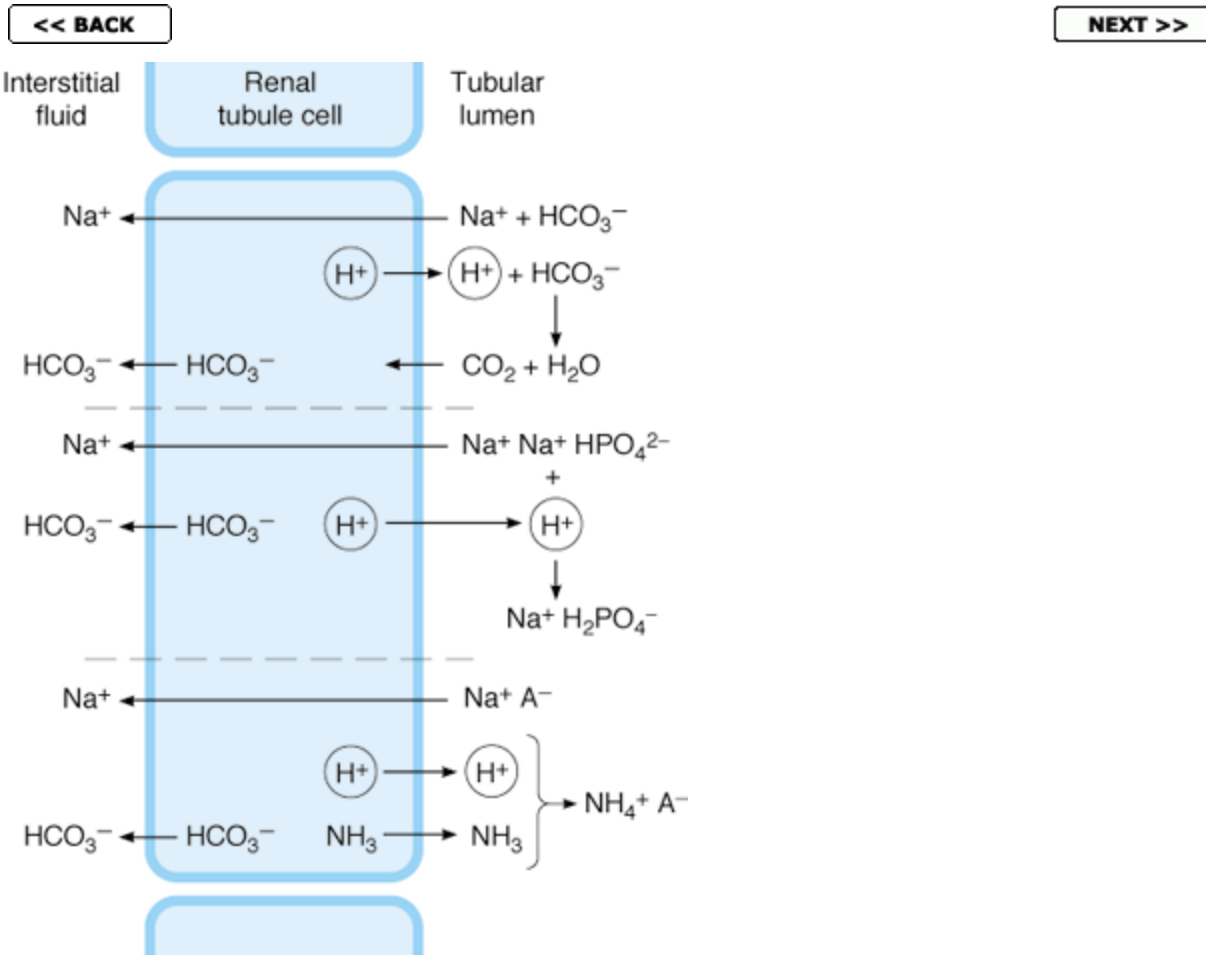 << BACK
NEXT >>
Interstitial fluid
Renal tubule cell
Tubular lumen
Na⁺ Na⁺ + HCO₃⁻
H⁺ H⁺ + HCO₃⁻
HCO₃⁻ HCO₃⁻ CO₂ + H₂O
Na⁺ Na⁺ Na⁺ HPO₄²⁻
+
HCO₃⁻ HCO₃⁻ H⁺ H⁺
Na⁺ H₂PO₄⁻
Na⁺ Na⁺ A⁻
H⁺ H⁺
NH₄⁺ A⁻
HCO₃⁻ HCO₃⁻ NH₃ NH₃